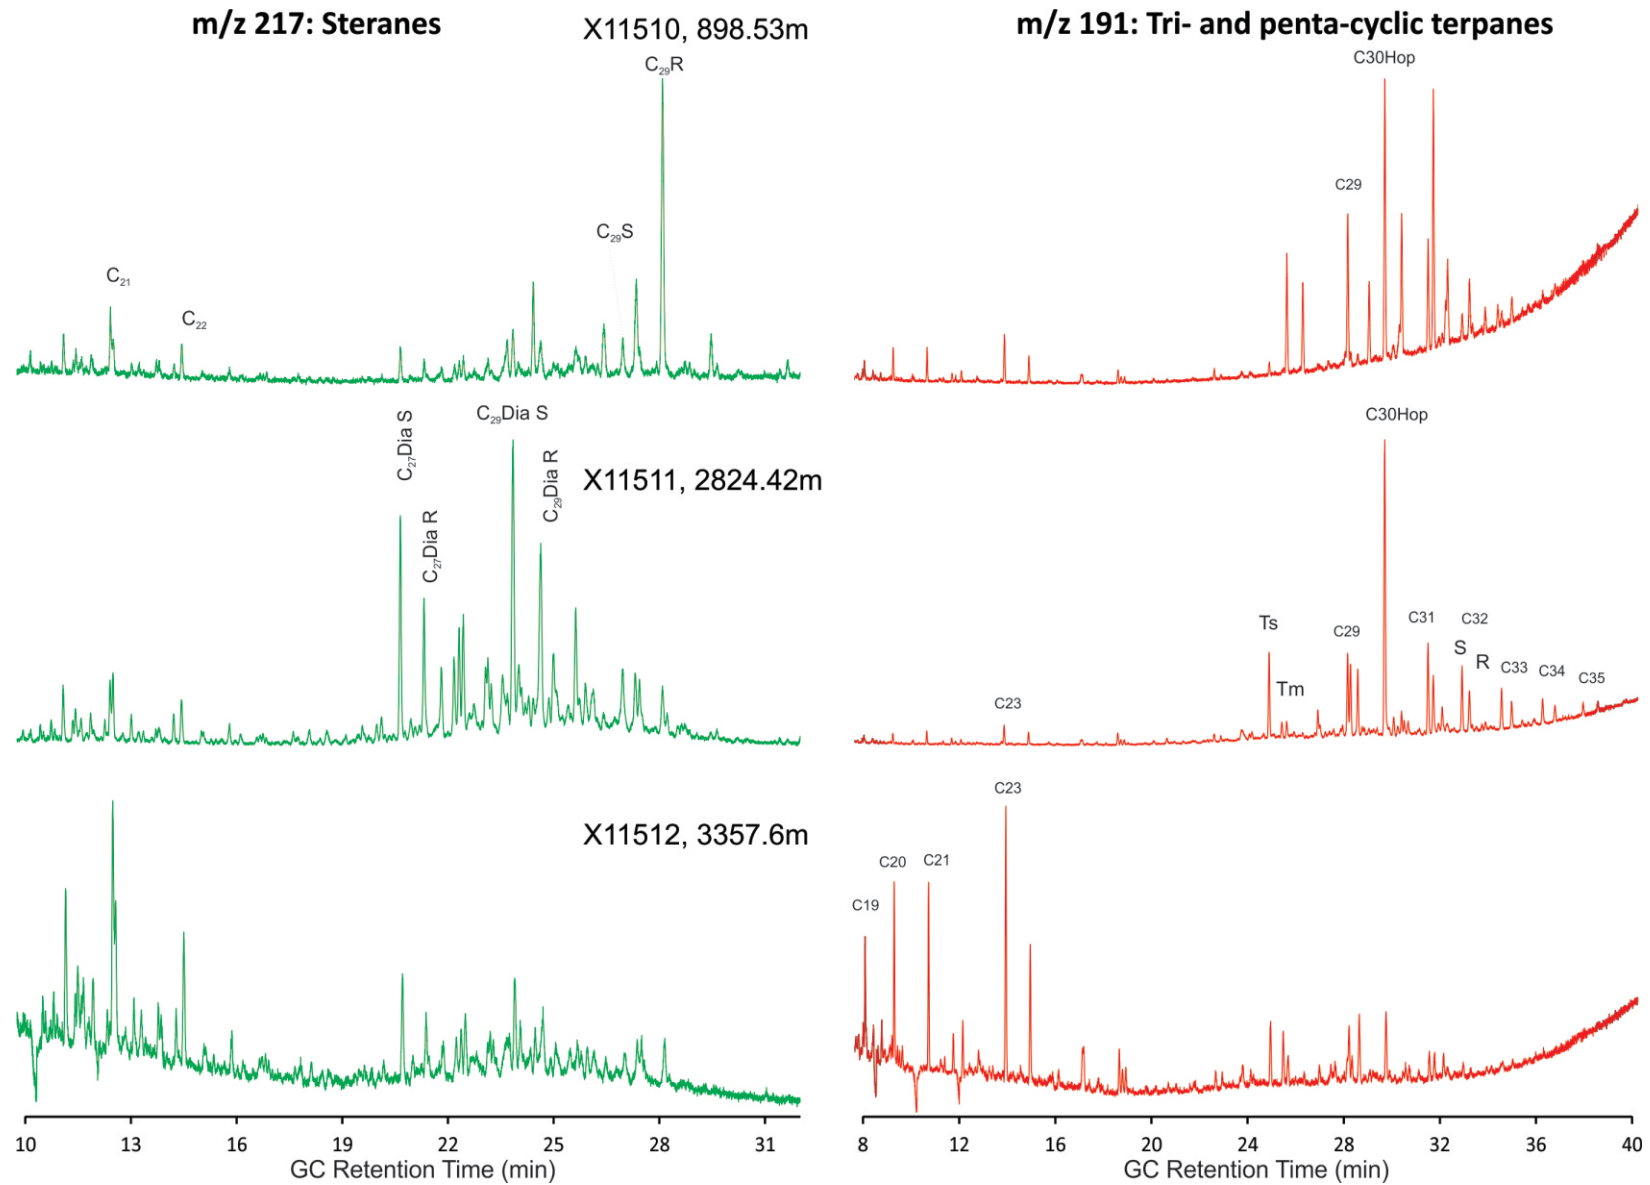 m/z 217: Steranes
X11510, 898.53m
m/z 191: Tri- and penta-cyclic terpanes
C29R
C29S
C21
C22
C30Hop
C29
X11511, 2824.42m
C27Dia S
C27Dia R
C29Dia S
C29Dia R
C30Hop
C23
Ts
Tm
C29
C31
C32
S
R
C33
C34
C35
X11512, 3357.6m
C19
C20
C21
C23
10 13 16 19 22 25 28 31
GC Retention Time (min)
8 12 16 20 24 28 32 36 40
GC Retention Time (min)